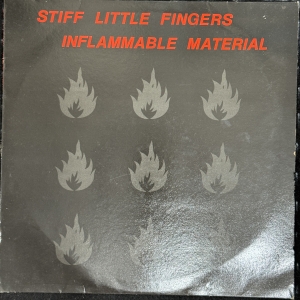 STIFF LITTLE FINGERS
INFLAMMABLE MATERIAL